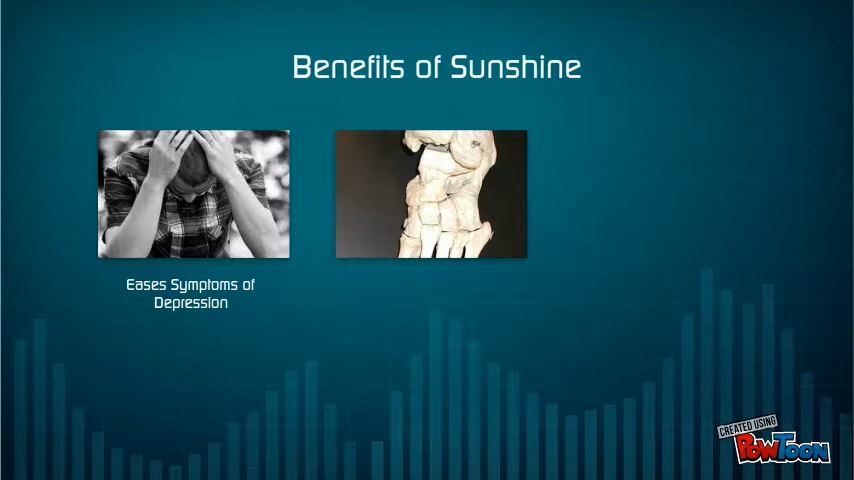 Benefits of Sunshine
Eases Symptoms of
Depression
CREATED USING
POWTOON